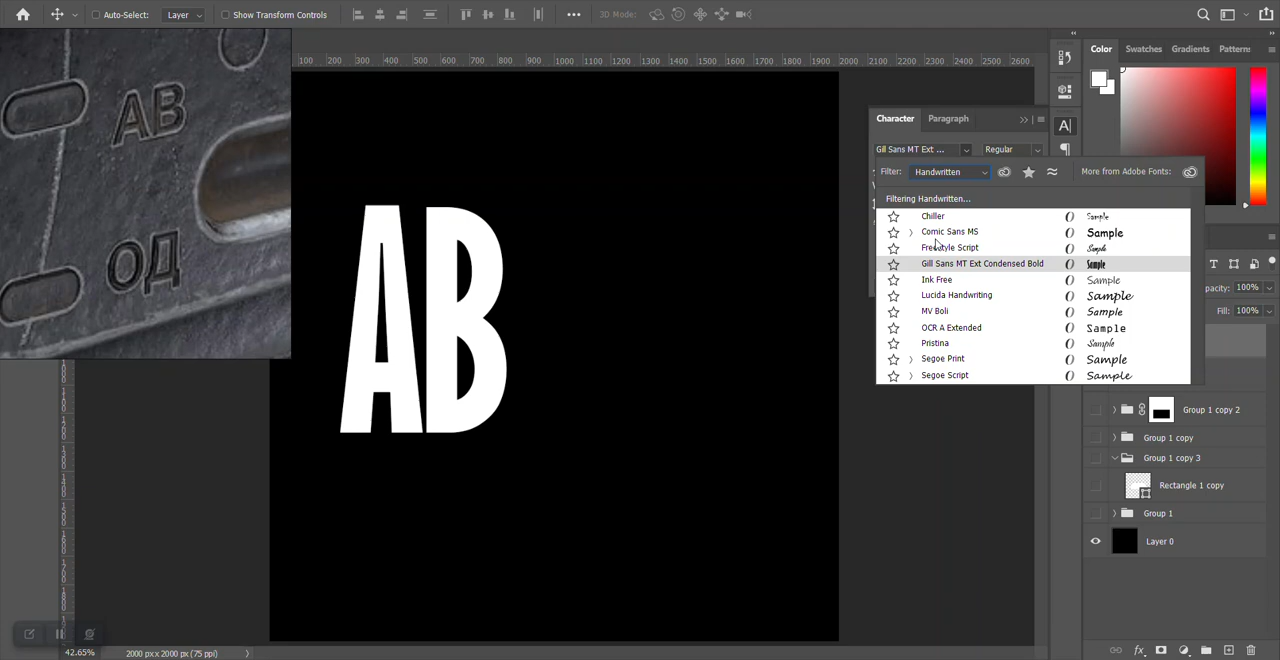 Auto-Select:
Layer
Show Transform Controls
3D Mode:
100
200
300
400
500
600
700
800
900
1000
1100
1200
1300
1400
1500
1600
1700
1800
1900
2000
2100
2200
2300
2400
2500
2600
Color
Swatches
Gradients
Patterns
АВ
ОД
AB
Character
Paragraph
Gill Sans MT Ext ...
Regular
Filter:
Handwritten
More from Adobe Fonts:
Filtering Handwritten...
Chiller
Sample
Comic Sans MS
Sample
Freestyle Script
Sample
Gill Sans MT Ext Condensed Bold
Sample
Ink Free
Sample
Lucida Handwriting
Sample
MV Boli
Sample
OCR A Extended
Sample
Pristina
Sample
Segoe Print
Sample
Segoe Script
Sample
100%
Fill: 100%
Group 1 copy 2
Group 1 copy
Group 1 copy 3
Rectangle 1 copy
Group 1
Layer 0
42.65%
2000 px x 2000 px (75 ppi)